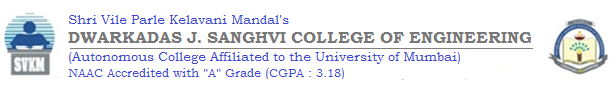 Shri Vile Parle Kelavani Mandal's
DWARKADAS J. SANGHVI COLLEGE OF ENGINEERING
(Autonomous College Affiliated to the University of Mumbai)
NAAC Accredited with "A" Grade (CGPA : 3.18)
SVKM